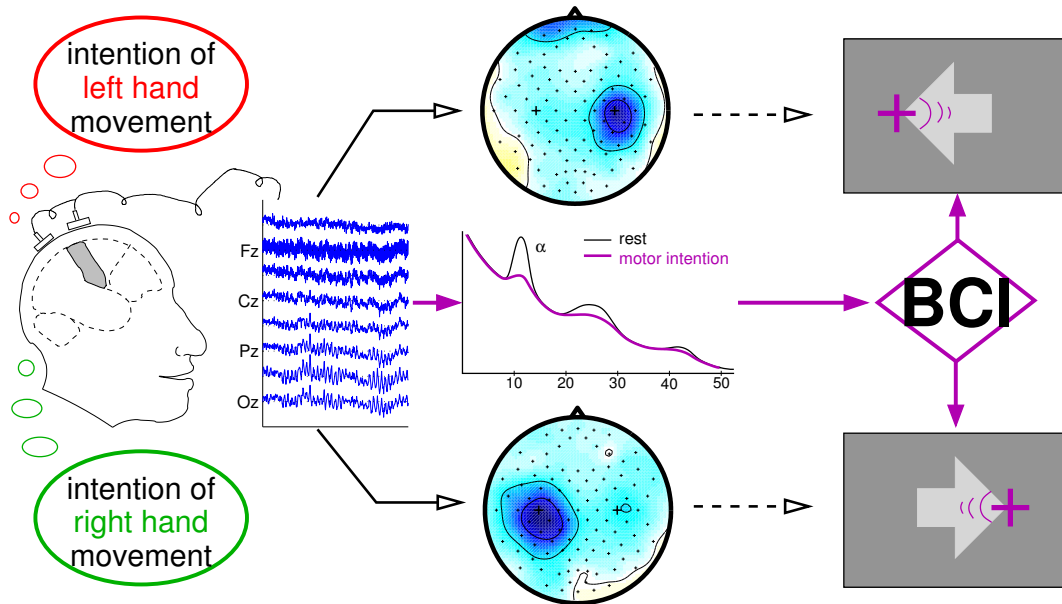 intention of
left hand
movement
Fz
Cz
Pz
Oz
α
rest
motor intention
10 20 30 40 50
BCI
intention of
right hand
movement